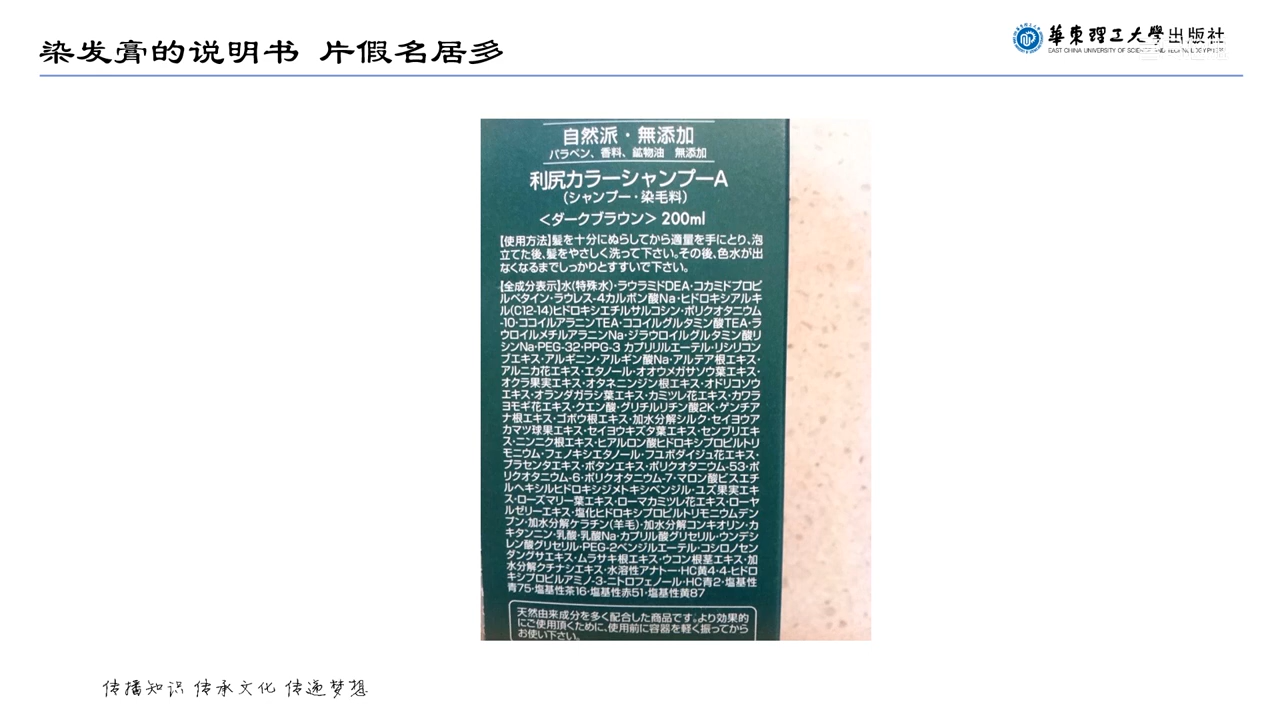 染发膏的说明书 片假名居多
華東理工大學出版社
EAST CHINA UNIVERSITY OF SCIENCE AND TECHNOLOGY PRESS
自然派・無添加
パラベン、香料、鉱物油 無添加
利尻カラーシャンプーA
(シャンプー・染毛料)
<ダークブラウン> 200ml
【使用方法】髪を十分にぬらしてから適量を手にとり、泡
立てた後、髪をやさしく洗って下さい。その後、色水が出
なくなるまでしっかりとすすいで下さい。
【全成分表示】水(特殊水)・ラウラミドDEA・コカミドプロピ
ルベタイン・ラウレス-4カルボン酸Na・ヒドロキシアルキ
ル(C12-14)ヒドロキシエチルサルコシン・ポリクオタニウム
-10・ココイルアラニンTEA・ココイルグルタミン酸TEA・ラ
ウロイルメチルアラニンNa・ジラウロイルグルタミン酸リ
シンNa・PEG-32・PPG-3 カプリリルエーテル・リシリコン
ブエキス・アルギニン・アルギン酸Na・アルテア根エキス・
アルニカ花エキス・エタノール・オオウメガサソウ葉エキス・
オクラ果実エキス・オタネニンジン根エキス・オドリコソウ
エキス・オランダガラシ葉エキス・カミツレ花エキス・カワラ
ヨモギ花エキス・クエン酸・グリチルリチン酸2K・ゲンチア
ナ根エキス・ゴボウ根エキス・加水分解シルク・セイヨウア
カマツ球果エキス・セイヨウキズタ葉エキス・センブリエキ
ス・ニンニク根エキス・ヒアルロン酸ヒドロキシプロピルトリ
モニウム・フェノキシエタノール・フユボダイジュ花エキス・
プラセンタエキス・ボタンエキス・ポリクオタニウム-53・ポ
リクオタニウム-6・ポリクオタニウム-7・マロン酸ビスエチ
ルヘキシルヒドロキシジメトキシベンジル・ユズ果実エキ
ス・ローズマリー葉エキス・ローマカミツレ花エキス・ローヤ
ルゼリーエキス・塩化ヒドロキシプロピルトリモニウムデン
プン・加水分解ケラチン(羊毛)・加水分解コンキオリン・カ
キタンニン・乳酸・乳酸Na・カプリル酸グリセリル・ウンデシ
レン酸グリセリル・PEG-2ベンジルエーテル・コシロノセン
ダングサエキス・ムラサキ根エキス・ウコン根茎エキス・加
水分解クチナシエキス・水溶性アナトー・HC黄4・4-ヒドロ
キシプロピルアミノ-3-ニトロフェノール・HC青2・塩基性
青75・塩基性茶16・塩基性赤51・塩基性黄87
天然由来成分を多く配合した商品です。より効果的
にご使用頂くために、使用前に容器を軽く振ってから
お使い下さい。
传播知识 传承文化 传递梦想